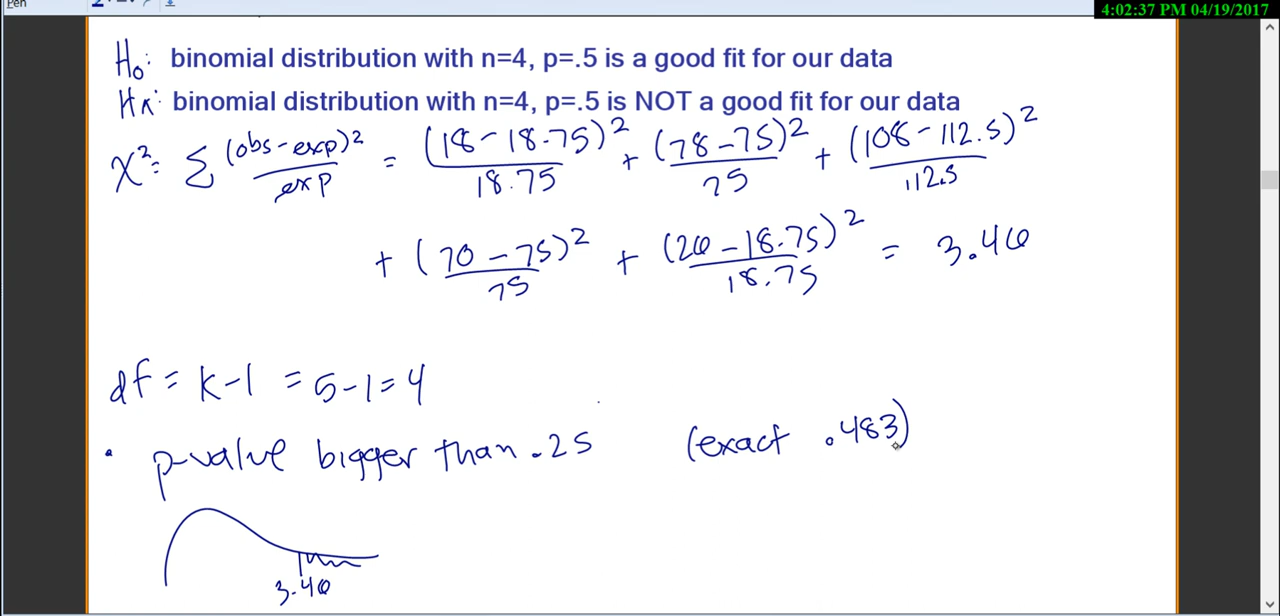 Pen
4:02:37 PM 04/19/2017
H₀: binomial distribution with n=4, p=.5 is a good fit for our data
Hₐ: binomial distribution with n=4, p=.5 is NOT a good fit for our data
χ² = Σ (obs-exp)²/exp = (18-18.75)²/18.75 + (78-75)²/75 + (108-112.5)²/112.5
+ (70-75)²/75 + (26-18.75)²/18.75 = 3.46
df = k-1 = 5-1 = 4
• p-value bigger than .25 (exact .483)
3.46